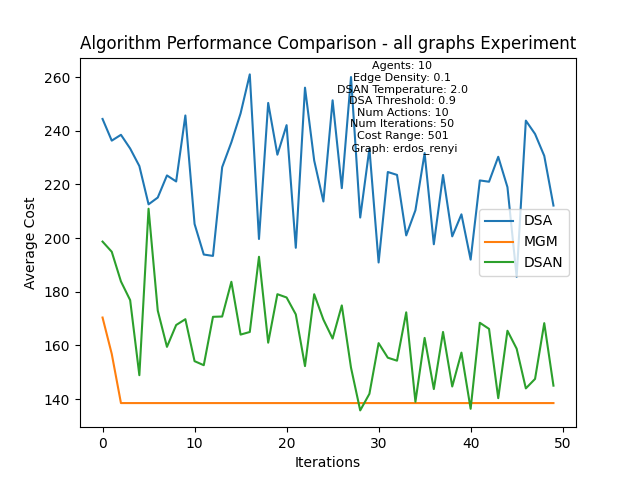 Algorithm Performance Comparison - all graphs Experiment
Agents: 10
Edge Density: 0.1
DSAN Temperature: 2.0
DSA Threshold: 0.9
Num Actions: 10
Num Iterations: 50
Cost Range: 501
Graph: erdos_renyi
Average Cost
260
240
220
200
180
160
140
DSA
MGM
DSAN
0
10
20
30
40
50
Iterations